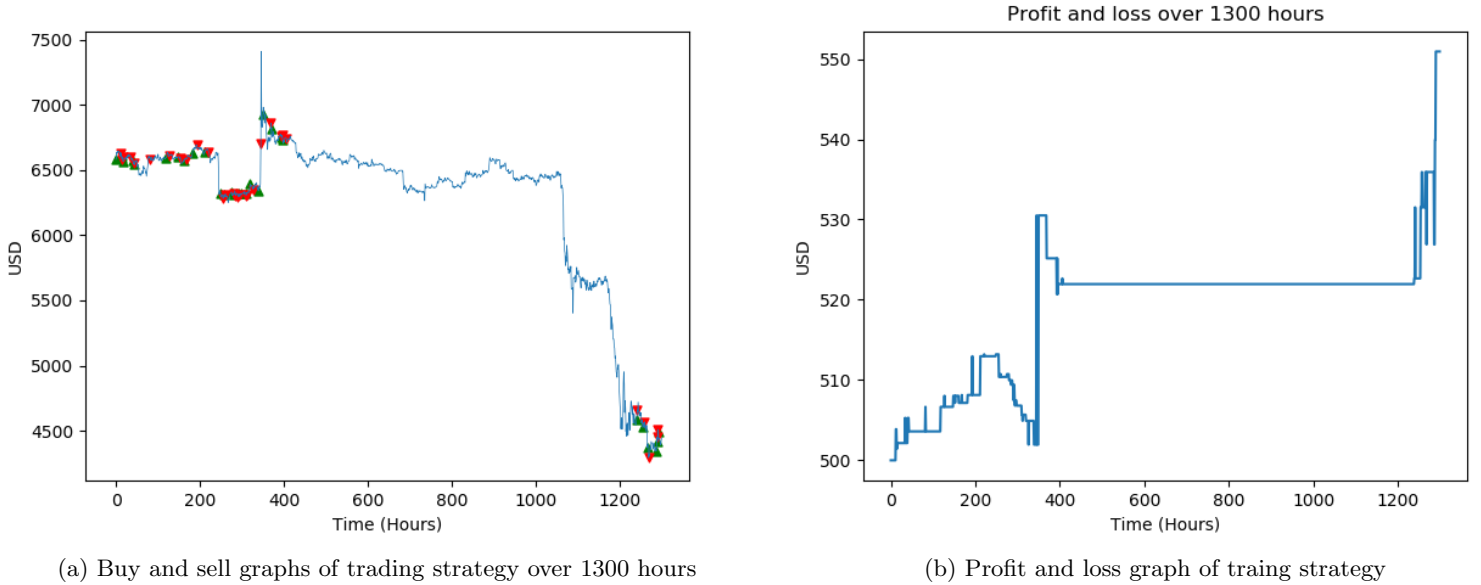 Profit and loss over 1300 hours
7500
7000
6500
6000
5500
5000
4500
USD
0 200 400 600 800 1000 1200
Time (Hours)
550
540
530
520
510
500
USD
0 200 400 600 800 1000 1200
Time (Hours)
(a) Buy and sell graphs of trading strategy over 1300 hours
(b) Profit and loss graph of traing strategy